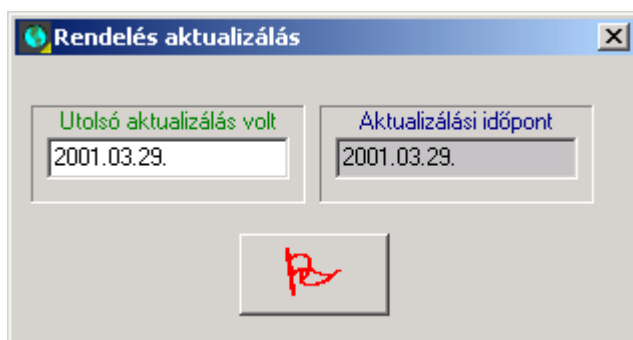 Rendelés aktualizálás
Utolsó aktualizálás volt
2001.03.29.
Aktualizálási időpont
2001.03.29.